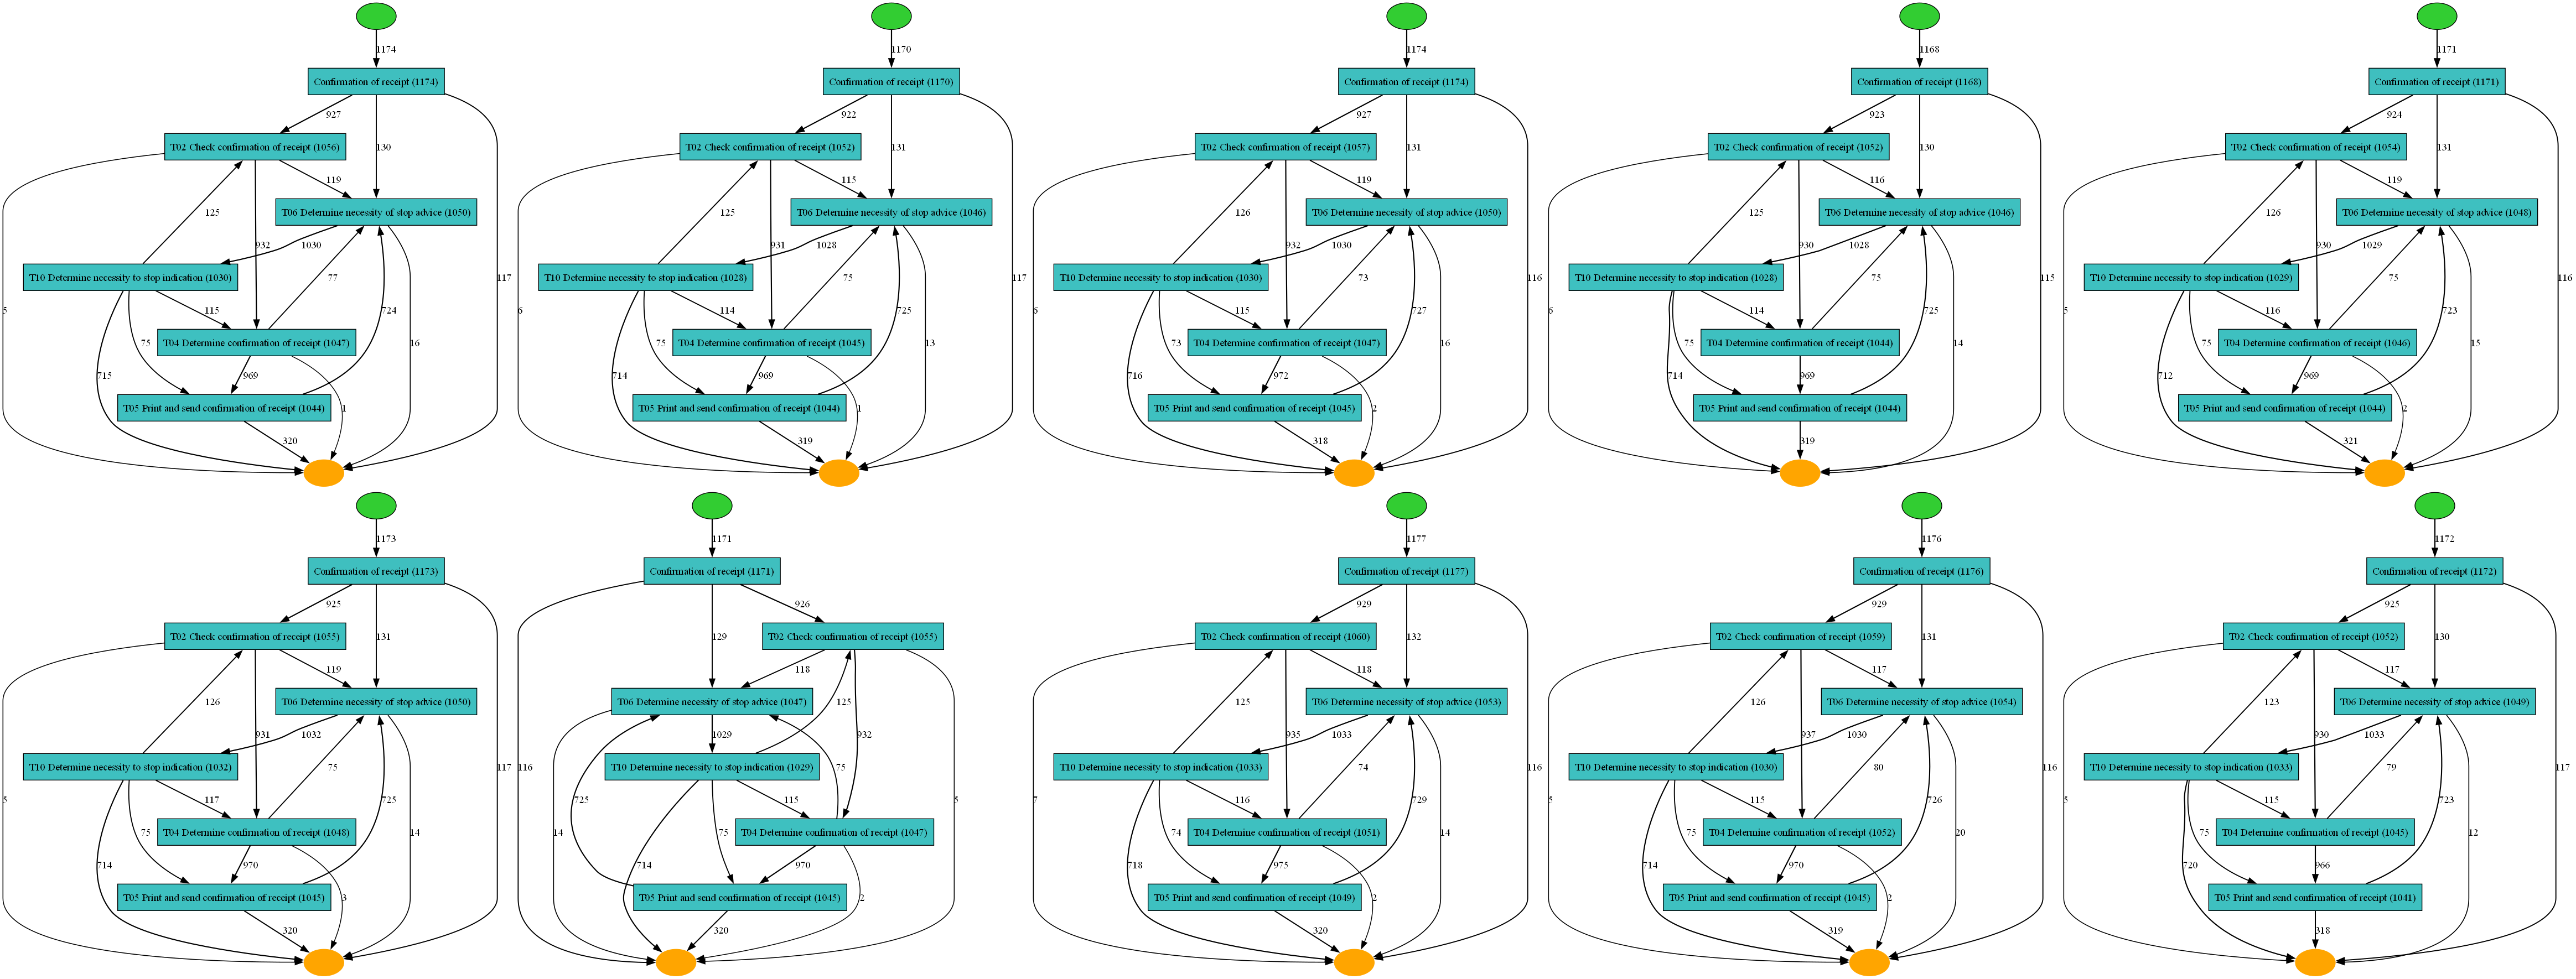 1174
Confirmation of receipt (1174)
927
T02 Check confirmation of receipt (1056)
130
119
T06 Determine necessity of stop advice (1050)
125
932
1030
117
T10 Determine necessity to stop indication (1030)
77
5
115
724
16
T04 Determine confirmation of receipt (1047)
75
715
969
1
T05 Print and send confirmation of receipt (1044)
320
1170
Confirmation of receipt (1170)
922
T02 Check confirmation of receipt (1052)
131
115
T06 Determine necessity of stop advice (1046)
125
931
1028
117
T10 Determine necessity to stop indication (1028)
75
6
114
725
13
T04 Determine confirmation of receipt (1045)
75
714
969
1
T05 Print and send confirmation of receipt (1044)
319
1174
Confirmation of receipt (1174)
927
T02 Check confirmation of receipt (1057)
131
119
T06 Determine necessity of stop advice (1050)
126
932
1030
116
T10 Determine necessity to stop indication (1030)
73
6
115
727
16
T04 Determine confirmation of receipt (1047)
73
716
972
2
T05 Print and send confirmation of receipt (1045)
318
1168
Confirmation of receipt (1168)
923
T02 Check confirmation of receipt (1052)
130
116
T06 Determine necessity of stop advice (1046)
125
930
1028
115
T10 Determine necessity to stop indication (1028)
75
6
114
725
14
T04 Determine confirmation of receipt (1044)
75
714
969
T05 Print and send confirmation of receipt (1044)
319
1171
Confirmation of receipt (1171)
924
T02 Check confirmation of receipt (1054)
131
119
T06 Determine necessity of stop advice (1048)
126
930
1029
116
T10 Determine necessity to stop indication (1029)
75
5
116
723
15
T04 Determine confirmation of receipt (1046)
75
712
969
2
T05 Print and send confirmation of receipt (1044)
321
1173
Confirmation of receipt (1173)
925
T02 Check confirmation of receipt (1055)
131
119
T06 Determine necessity of stop advice (1050)
126
931
1032
117
T10 Determine necessity to stop indication (1032)
75
5
117
725
14
T04 Determine confirmation of receipt (1048)
75
714
970
3
T05 Print and send confirmation of receipt (1045)
320
1171
Confirmation of receipt (1171)
926
T02 Check confirmation of receipt (1055)
129
118
T06 Determine necessity of stop advice (1047)
125
1029
932
116
T10 Determine necessity to stop indication (1029)
75
725
115
5
14
T04 Determine confirmation of receipt (1047)
75
714
970
2
T05 Print and send confirmation of receipt (1045)
320
1177
Confirmation of receipt (1177)
929
T02 Check confirmation of receipt (1060)
132
118
T06 Determine necessity of stop advice (1053)
125
935
1033
116
T10 Determine necessity to stop indication (1033)
74
7
116
729
14
T04 Determine confirmation of receipt (1051)
74
718
975
2
T05 Print and send confirmation of receipt (1049)
320
1176
Confirmation of receipt (1176)
929
T02 Check confirmation of receipt (1059)
131
117
T06 Determine necessity of stop advice (1054)
126
937
1030
116
T10 Determine necessity to stop indication (1030)
80
5
115
726
20
T04 Determine confirmation of receipt (1052)
75
714
970
2
T05 Print and send confirmation of receipt (1045)
319
1172
Confirmation of receipt (1172)
925
T02 Check confirmation of receipt (1052)
130
117
T06 Determine necessity of stop advice (1049)
123
930
1033
117
T10 Determine necessity to stop indication (1033)
79
5
115
723
12
T04 Determine confirmation of receipt (1045)
75
720
966
T05 Print and send confirmation of receipt (1041)
318